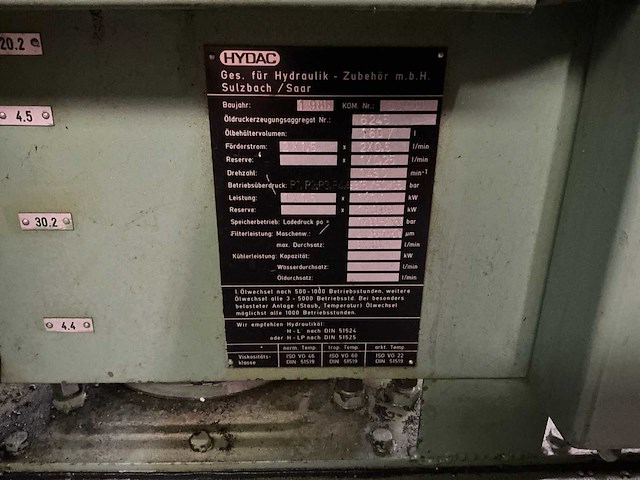 20.2
4.5
30.2
4.4
HYDAC
Ges. für Hydraulik - Zubehör m.b.H.
Sulzbach /Saar
Baujahr: 1986 KOM. Nr.:
Öldruckerzeugungsaggregat Nr.:
Ölbehältervolumen: l
Förderstrom: x l/min
Reserve: x l/min
Drehzahl: min⁻¹
Betriebsüberdruck: bar
Leistung: x kW
Reserve: x kW
Speicherbetrieb: Ladedruck po = bar
Filterleistung: Maschenw.: µm
max. Durchsatz: l/min
Kühlerleistung: Kapazität: kW
Wasserdurchsatz: l/min
Öldurchsatz: l/min
1. Ölwechsel nach 500-1000 Betriebsstunden, weitere
Ölwechsel alle 3 - 5000 Betriebsstd. Bei besonders
belasteter Anlage (Staub, Temperatur) Ölwechsel
möglichst alle 1000 Betriebsstunden.
Wir empfehlen Hydrauliköl:
H-L nach DIN 51524
oder H-LP nach DIN 51525
norm. Temp. trop. Temp. arkt. Temp.
Viskositäts- ISO VG 46 ISO VG 68 ISO VG 22
klasse DIN 51519 DIN 51519 DIN 51519